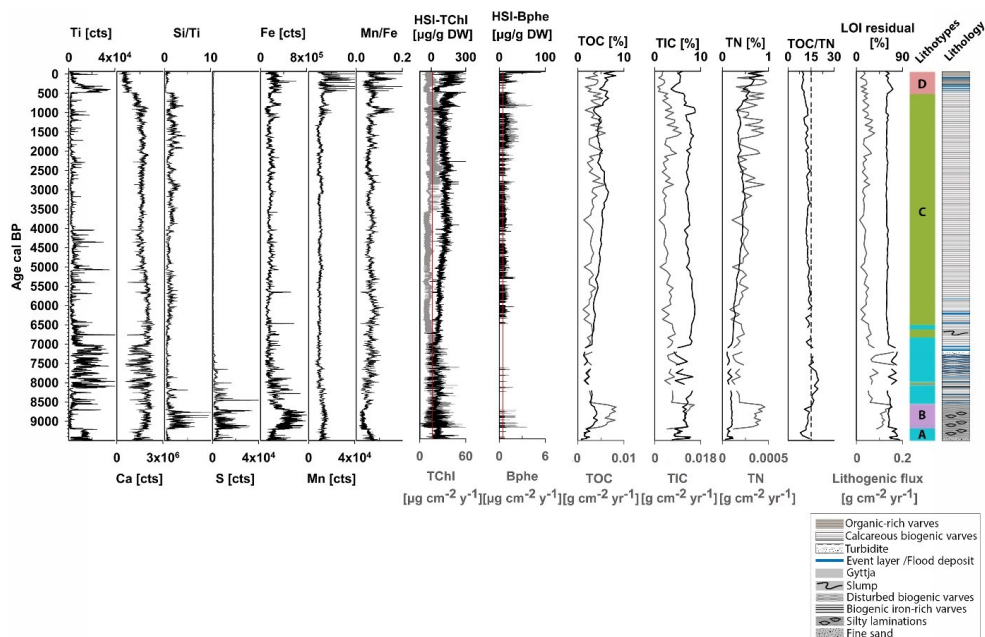 HSI-TChl HSI-Bphe
Ti [cts] Si/Ti Fe [cts] Mn/Fe [µg/g DW] [µg/g DW] TOC [%] TIC [%] TN [%] TOC/TN LOI residual [%] Lithotypes Lithology
0 4x10⁴ 0 10 0 8x10⁵ 0.0 0.2 0 300 0 100 0 10 0 10 0 1 0 15 30 0 90
Age cal BP
0
500
1000
1500
2000
2500
3000
3500
4000
4500
5000
5500
6000
6500
7000
7500
8000
8500
9000
D
C
B
A
0 3x10⁶ 0 4x10⁴ 60 0 0 6 0 0.01 0 0.018 0 0.0005 0 0.2
Ca [cts] S [cts] Mn [cts] TChl Bphe TOC TIC TN Lithogenic flux
[µg cm⁻² y⁻¹] [µg cm⁻² y⁻¹] [g cm⁻² yr⁻¹] [g cm⁻² yr⁻¹] [g cm⁻² yr⁻¹] [g cm⁻² yr⁻¹]
Organic-rich varves
Calcareous biogenic varves
Turbidite
Event layer /Flood deposit
Gyttja
Slump
Disturbed biogenic varves
Biogenic iron-rich varves
Silty laminations
Fine sand